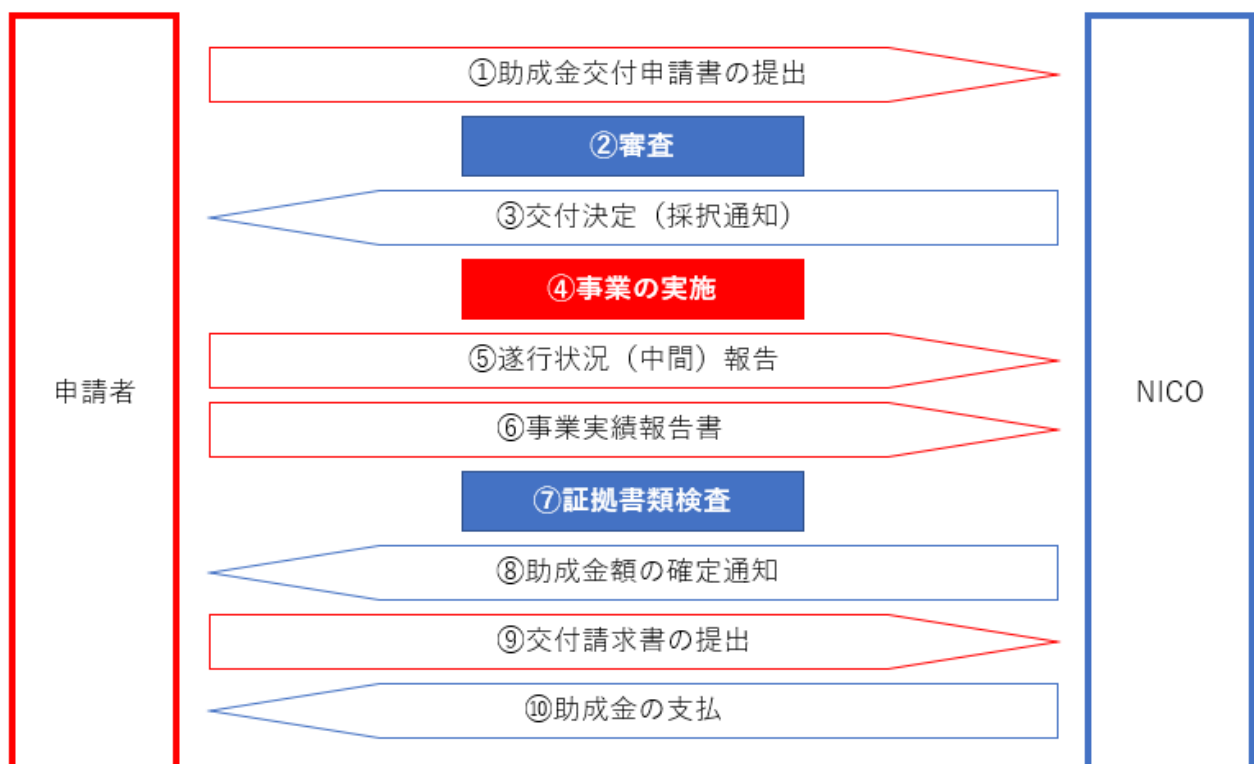 ①助成金交付申請書の提出
②審査
③交付決定（採択通知）
④事業の実施
⑤遂行状況（中間）報告
申請者
NICO
⑥事業実績報告書
⑦証拠書類検査
⑧助成金額の確定通知
⑨交付請求書の提出
⑩助成金の支払